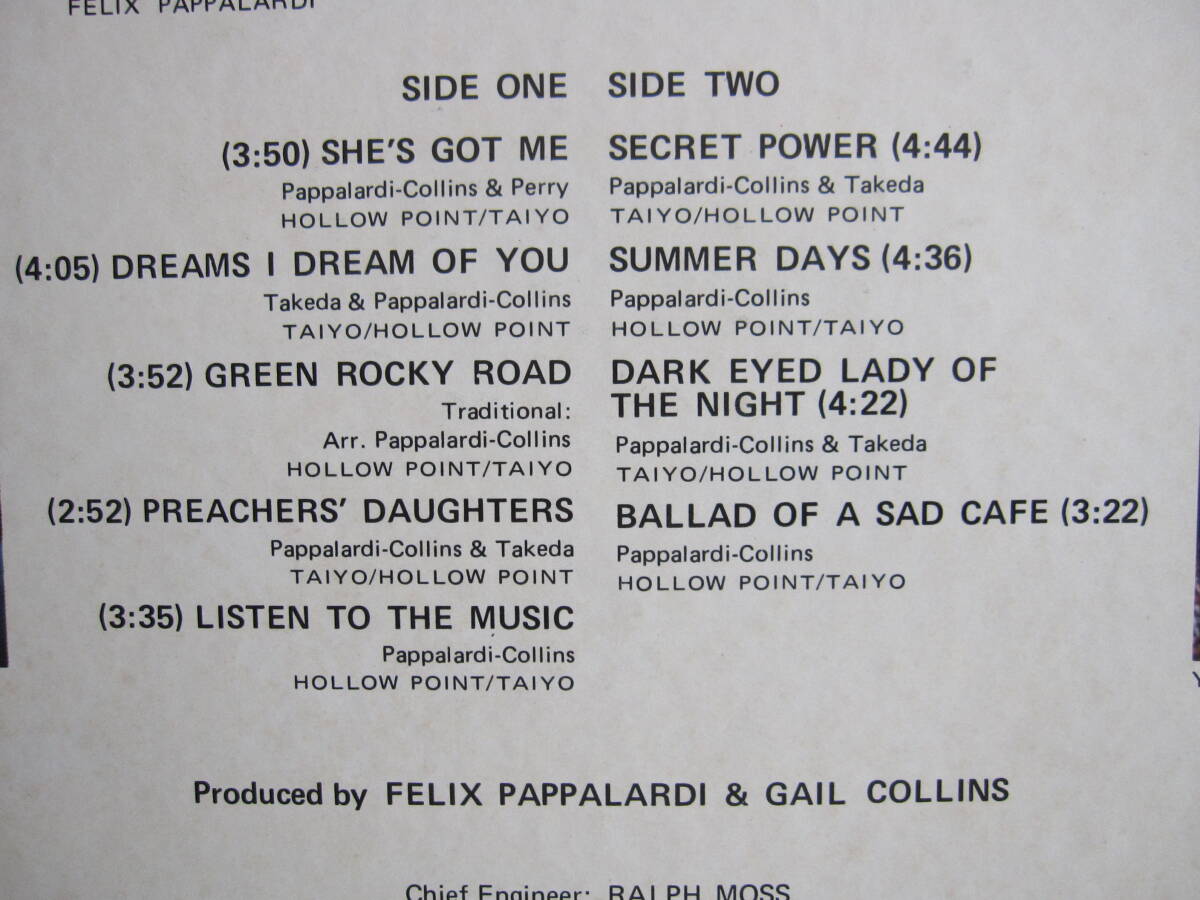 FELIX PAPPALARDI
SIDE ONE
(3:50) SHE'S GOT ME
Pappalardi-Collins & Perry
HOLLOW POINT/TAIYO
(4:05) DREAMS I DREAM OF YOU
Takeda & Pappalardi-Collins
TAIYO/HOLLOW POINT
(3:52) GREEN ROCKY ROAD
Traditional:
Arr. Pappalardi-Collins
HOLLOW POINT/TAIYO
(2:52) PREACHERS' DAUGHTERS
Pappalardi-Collins & Takeda
TAIYO/HOLLOW POINT
(3:35) LISTEN TO THE MUSIC
Pappalardi-Collins
HOLLOW POINT/TAIYO
SIDE TWO
SECRET POWER (4:44)
Pappalardi-Collins & Takeda
TAIYO/HOLLOW POINT
SUMMER DAYS (4:36)
Pappalardi-Collins
HOLLOW POINT/TAIYO
DARK EYED LADY OF
THE NIGHT (4:22)
Pappalardi-Collins & Takeda
TAIYO/HOLLOW POINT
BALLAD OF A SAD CAFE (3:22)
Pappalardi-Collins
HOLLOW POINT/TAIYO
Produced by FELIX PAPPALARDI & GAIL COLLINS
Chief Engineer: RALPH MOSS